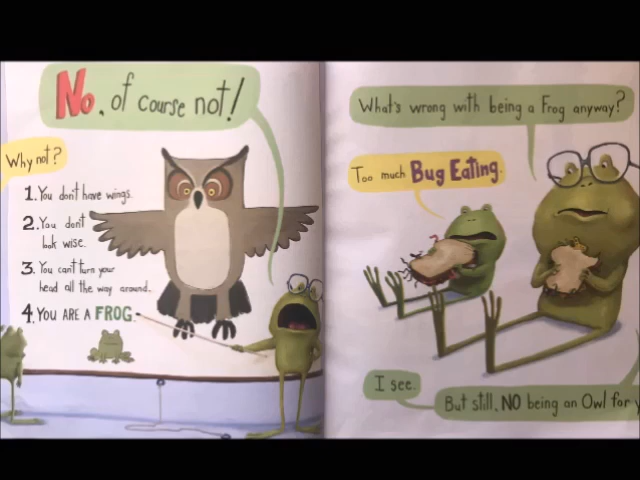 No, of course not!
Why not?
1. You don't have wings.
2. You don't
look wise.
3. You can't turn your
head all the way around.
4. YOU ARE A FROG.
What's wrong with being a Frog anyway?
Too much Bug Eating.
I see.
But still, NO being an Owl for